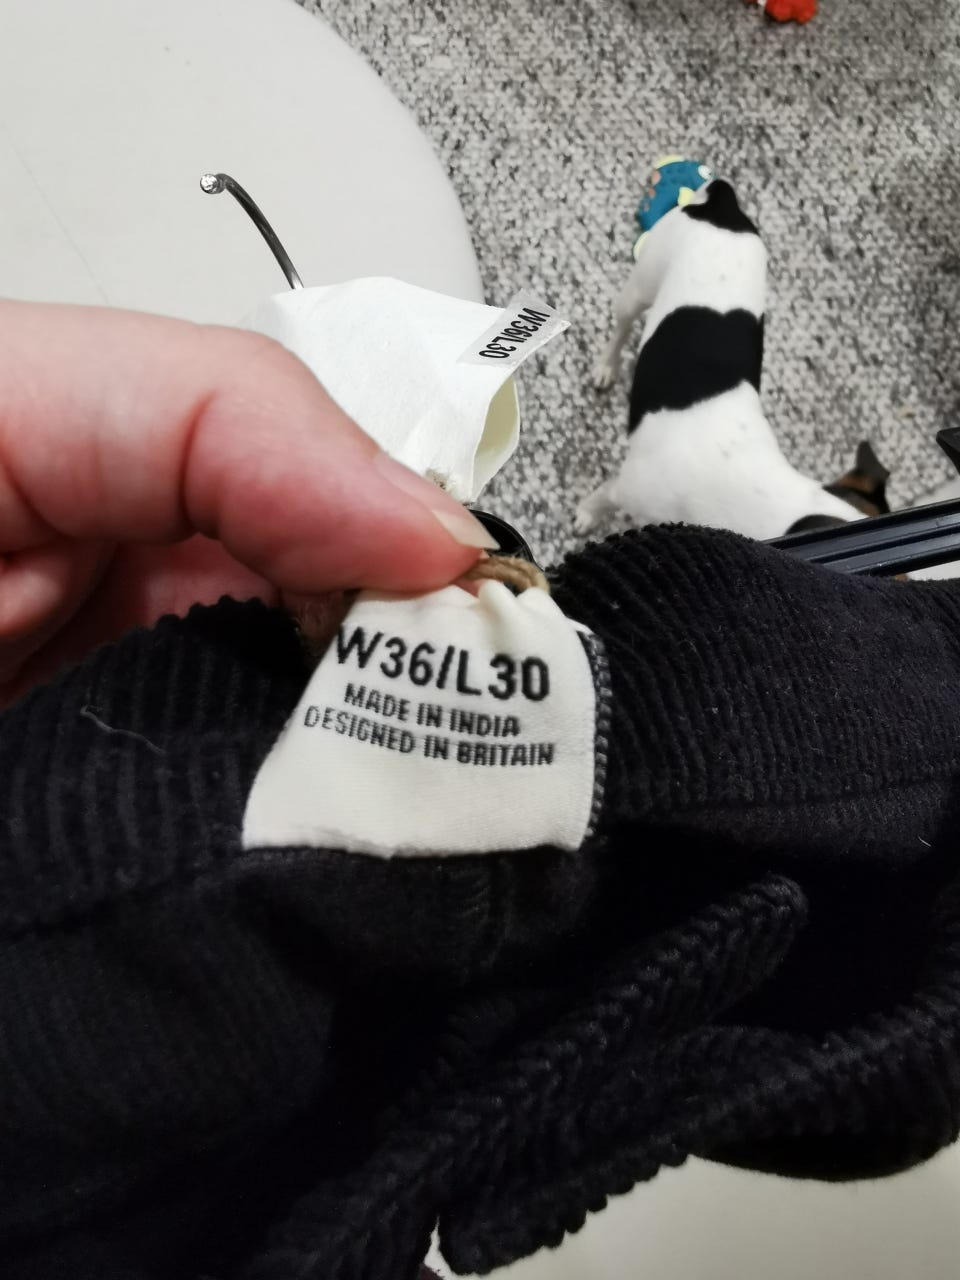 W36/L30
W36/L30
MADE IN INDIA
DESIGNED IN BRITAIN